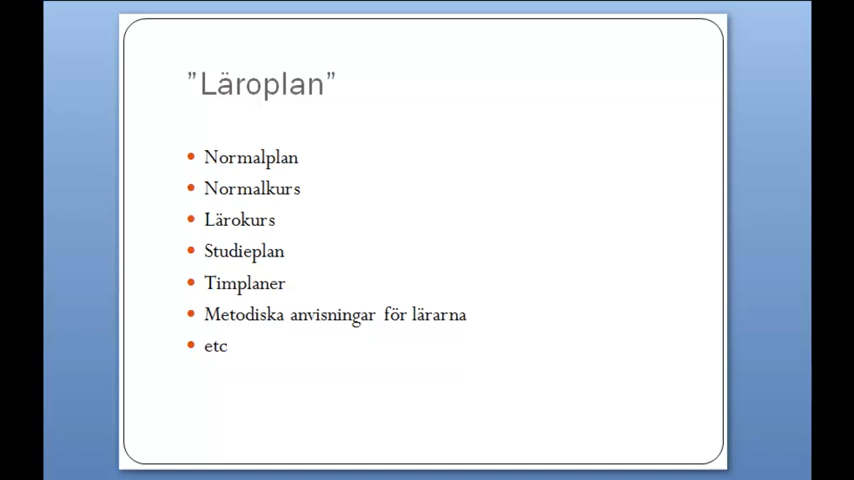 ”Läroplan”
• Normalplan
• Normalkurs
• Lärokurs
• Studieplan
• Timplaner
• Metodiska anvisningar för lärarna
• etc